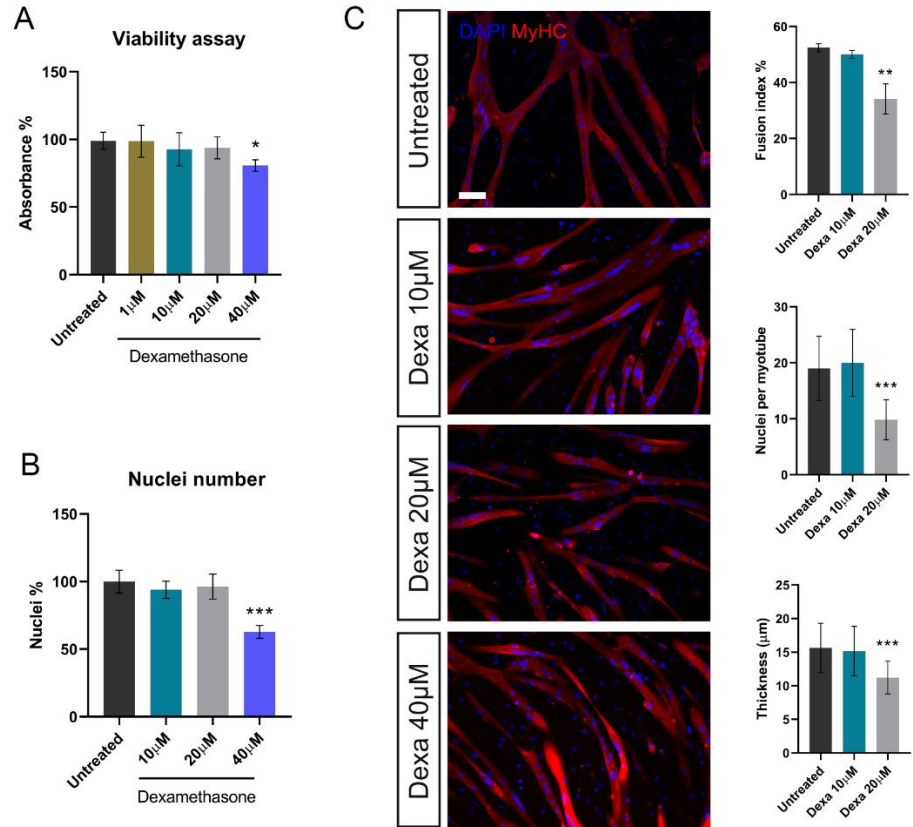 A
Viability assay
Absorbance %
150
100
50
0
Untreated
1μM
10μM
20μM
40μM
*
Dexamethasone
B
Nuclei number
Nuclei %
150
100
50
0
Untreated
10μM
20μM
40μM
***
Dexamethasone
C
Untreated
DAPI MyHC
Dexa 10μM
Dexa 20μM
Dexa 40μM
Fusion index %
60
40
20
0
**
Untreated
Dexa 10μM
Dexa 20μM
Nuclei per myotube
30
20
10
0
***
Untreated
Dexa 10μM
Dexa 20μM
Thickness (μm)
25
20
15
10
5
0
***
Untreated
Dexa 10μM
Dexa 20μM